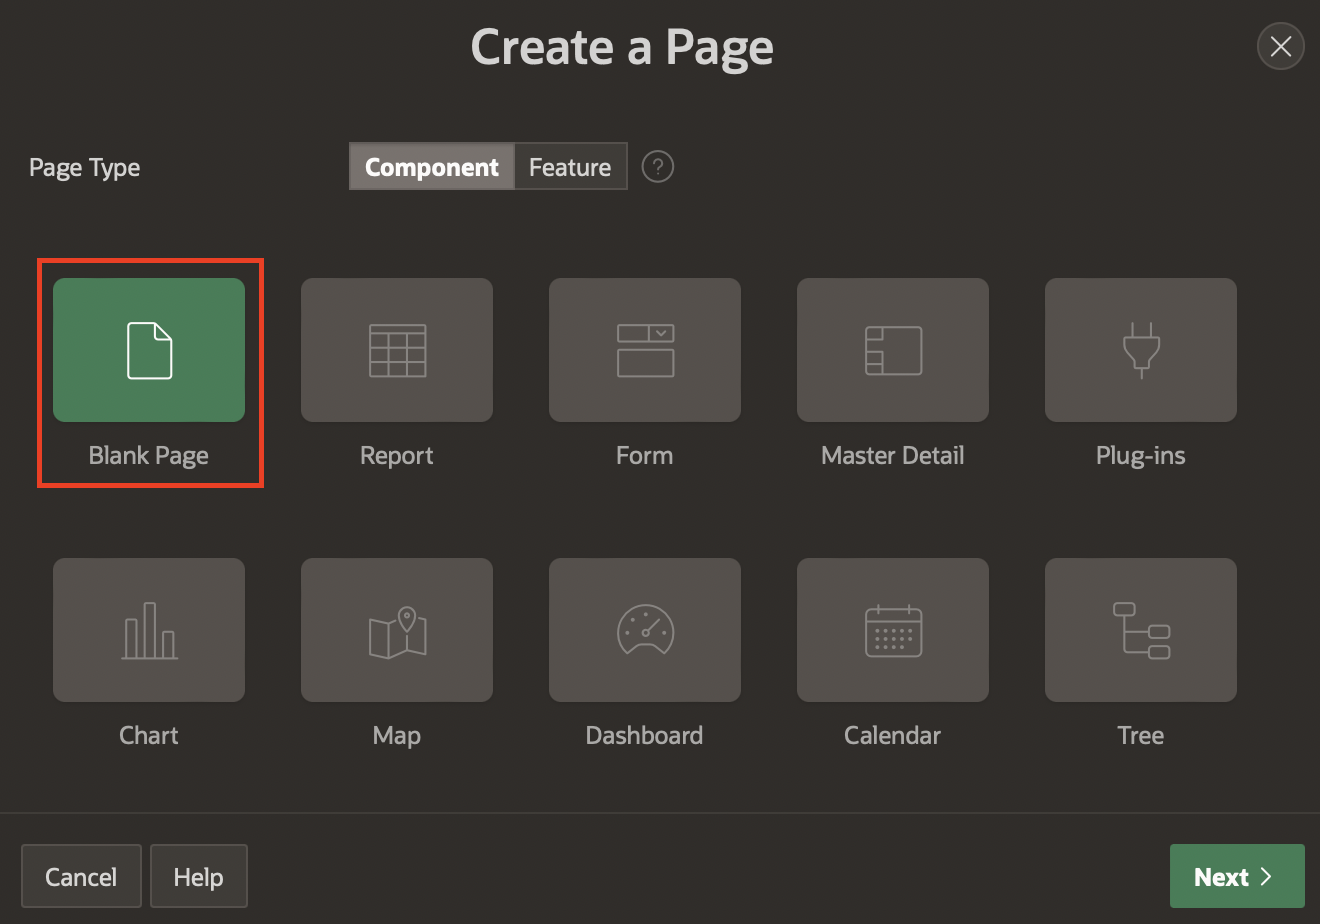 Create a Page
Page Type
Component Feature ?
Blank Page Report Form Master Detail Plug-ins
Chart Map Dashboard Calendar Tree
Cancel Help Next